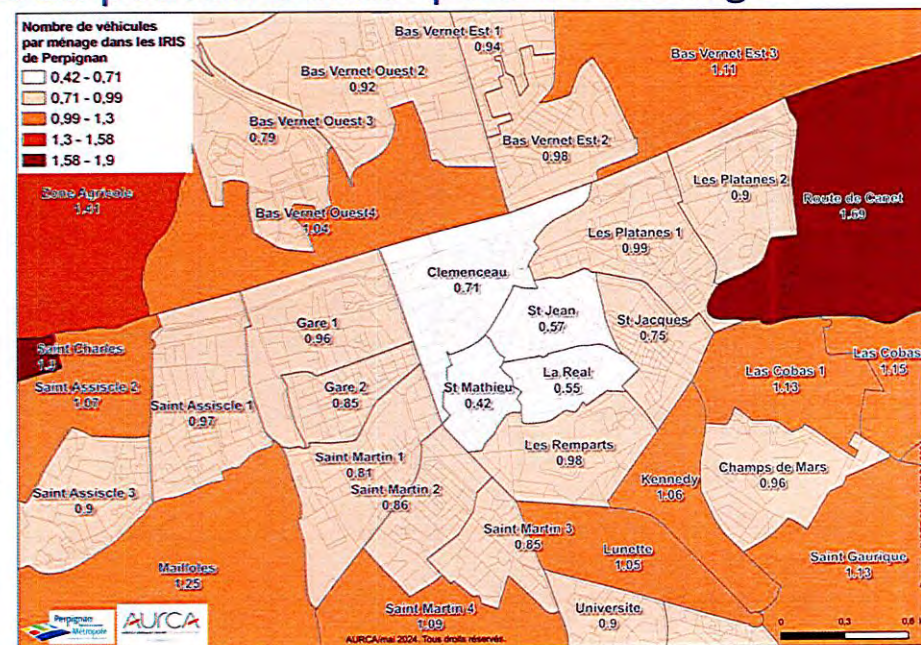 Nombre de véhicules
par ménage dans les IRIS
de Perpignan
0,42 - 0,71
0,71 - 0,99
0,99 - 1,3
1,3 - 1,58
1,58 - 1,9
Bas Vernet Est 1
0.94
Bas Vernet Ouest 2
0.92
Bas Vernet Est 3
1.11
Bas Vernet Ouest 3
0.79
Bas Vernet Est 2
0.98
Zone Agricole
1.41
Les Platanes 2
0.9
Route de Canet
1.69
Bas Vernet Ouest4
1.04
Les Platanes 1
0.99
Clemenceau
0.71
St Jean
0.57
Gare 1
0.96
St Jacques
0.75
Saint Charles
1.9
Las Cobas
1.15
Saint Assiscle 2
1.07
Gare 2
0.85
St Mathieu
0.42
La Real
0.55
Las Cobas 1
1.13
Saint Assiscle 1
0.97
Les Remparts
0.98
Saint Martin 1
0.81
Champs de Mars
0.96
Saint Assiscle 3
0.9
Saint Martin 2
0.86
Kennedy
1.06
Saint Martin 3
0.85
Lunette
1.05
Saint Gaurique
1.13
Mailloles
1.25
Saint Martin 4
1.09
Universite
0.9
Perpignan
Méditerranée
Métropole
AURCA
AURCA/mai 2024. Tous droits réservés.
0 0,3 0,6